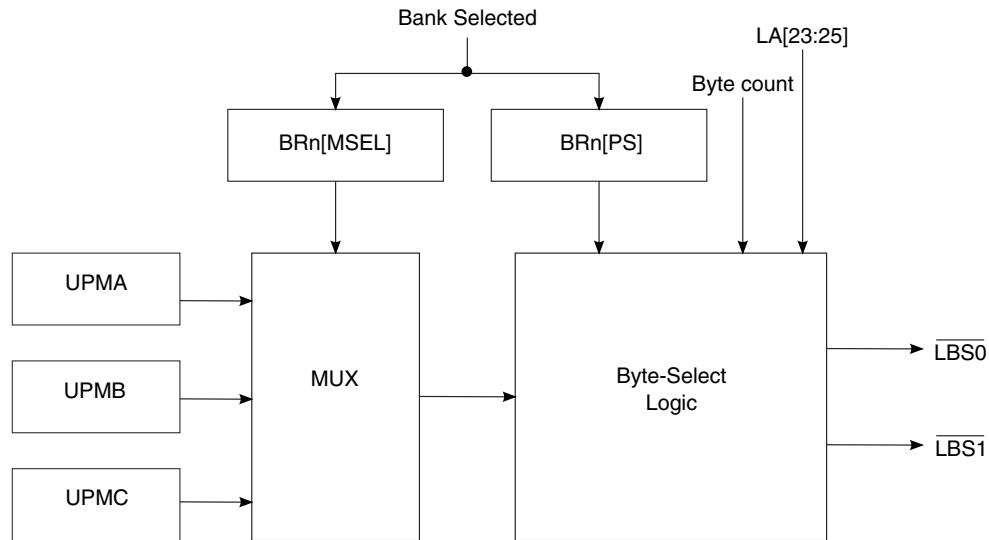 Bank Selected
LA[23:25]
Byte count
BRn[MSEL]
BRn[PS]
UPMA
UPMB
UPMC
MUX
Byte-Select
Logic
LBS0
LBS1